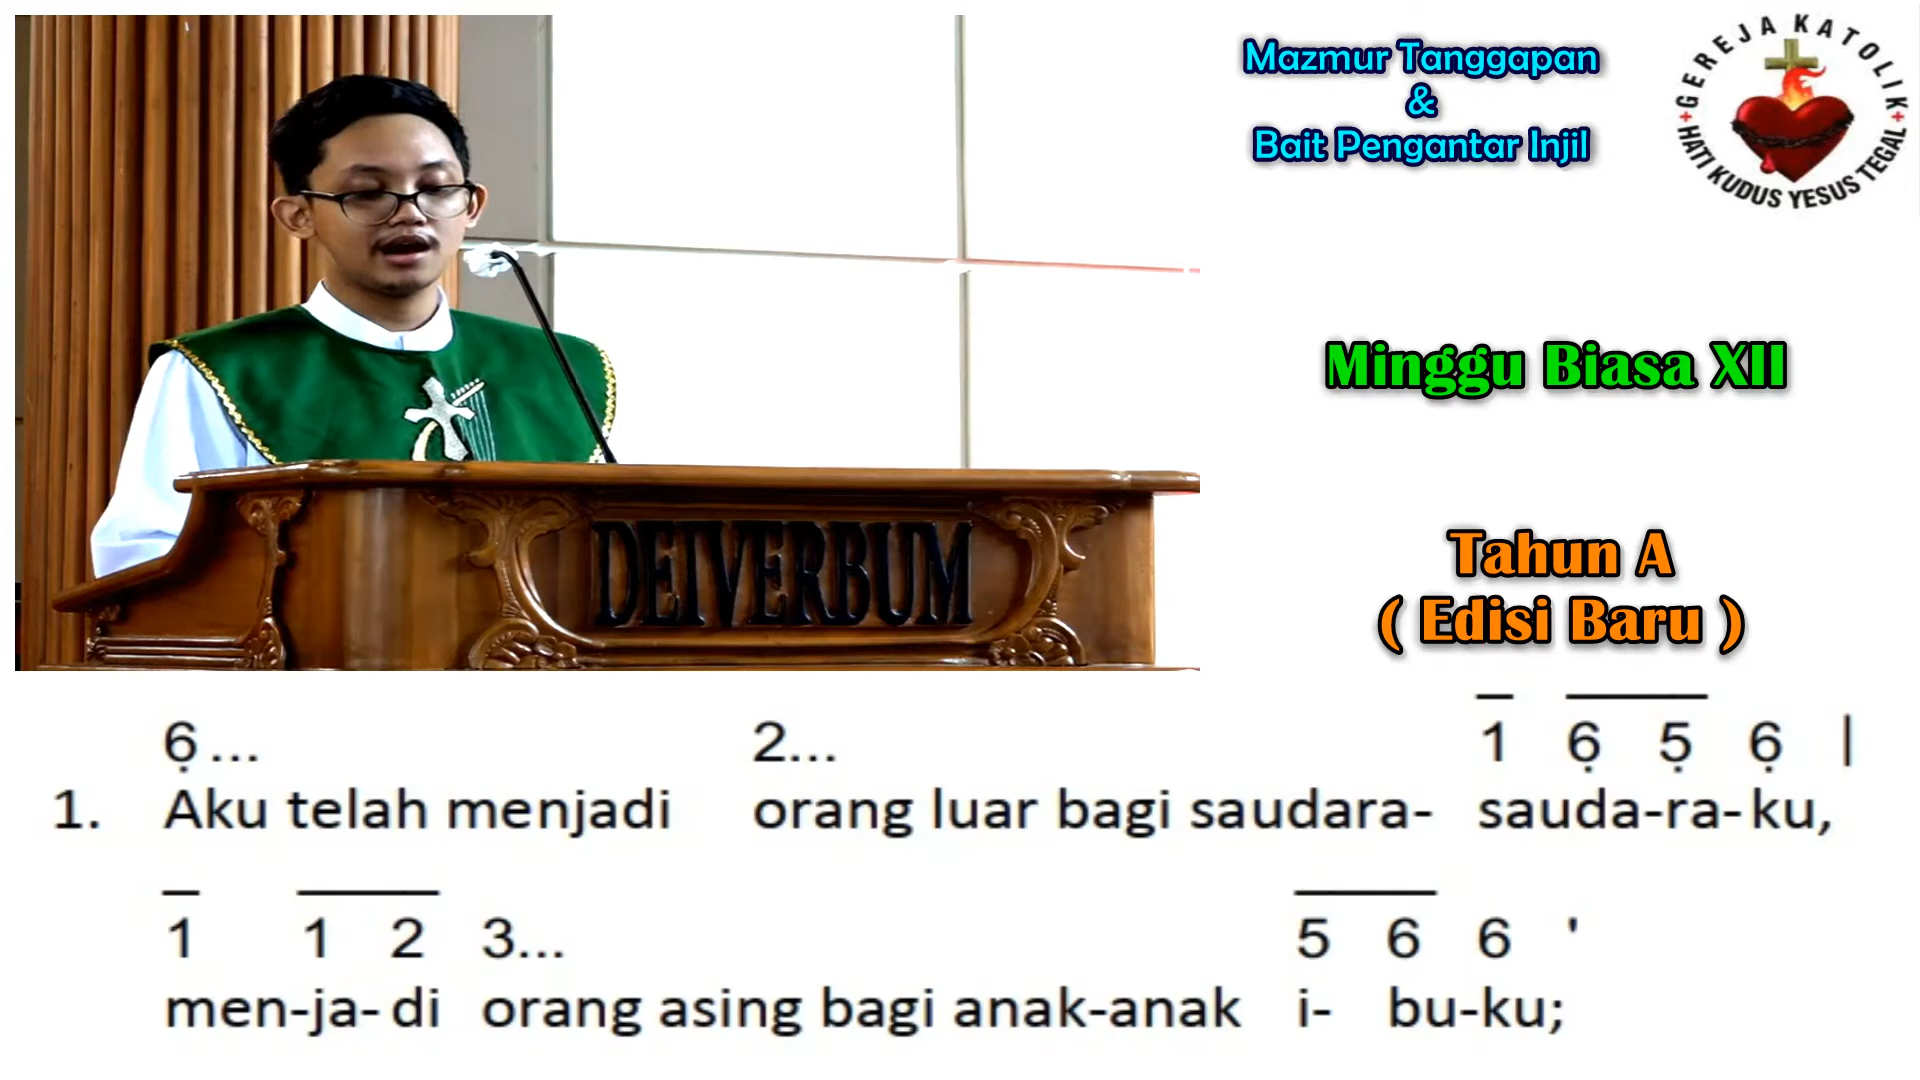 Mazmur Tanggapan
&
Bait Pengantar Injil
GEREJA KATOLIK
HATI KUDUS YESUS TEGAL
Minggu Biasa XII
Tahun A
( Edisi Baru )
DEI VERBUM
6̣... 2... 1 6̣ 5̣ 6̣ |
1. Aku telah menjadi orang luar bagi saudara- sauda-ra-ku,
1 1 2 3... 5 6 6 '
men-ja-di orang asing bagi anak-anak i- bu-ku;